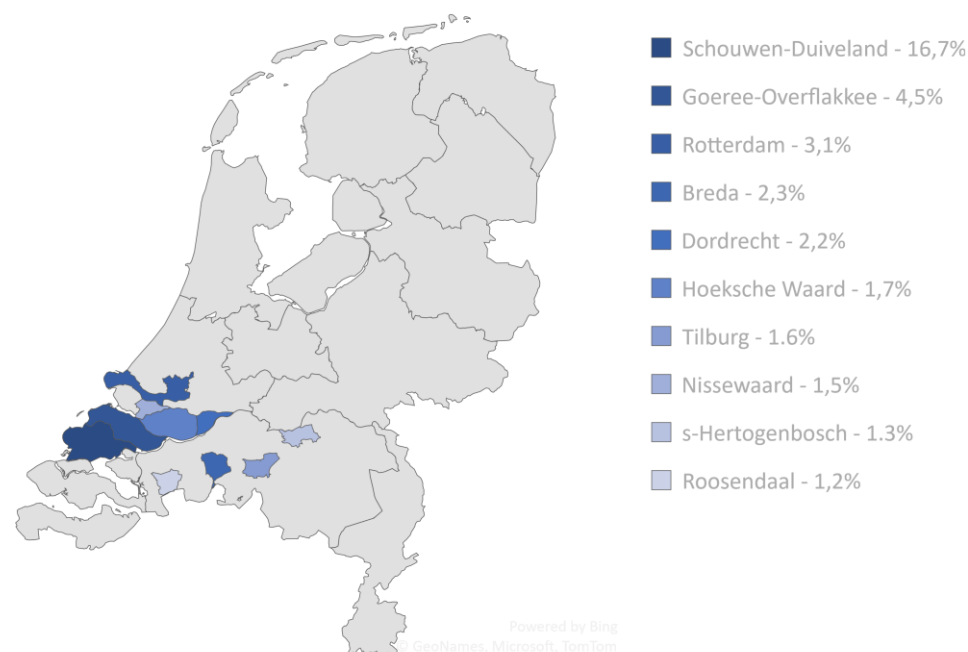 Schouwen-Duiveland - 16,7%
Goeree-Overflakkee - 4,5%
Rotterdam - 3,1%
Breda - 2,3%
Dordrecht - 2,2%
Hoeksche Waard - 1,7%
Tilburg - 1.6%
Nissewaard - 1,5%
s-Hertogenbosch - 1.3%
Roosendaal - 1,2%
Powered by Bing
© GeoNames, Microsoft, TomTom